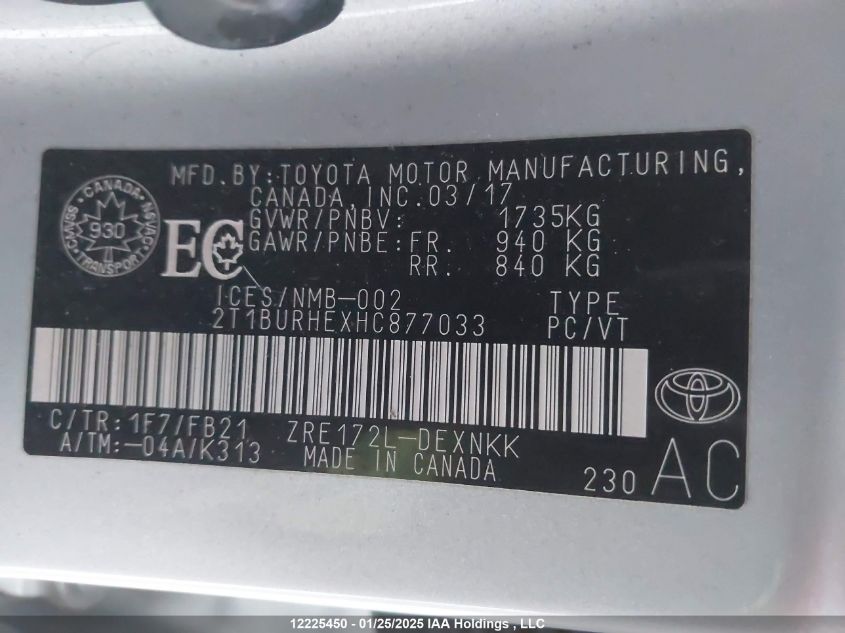 MFD. BY: TOYOTA MOTOR MANUFACTURING,
CANADA, INC. 03/17
GVWR/PNBV: 1735KG
GAWR/PNBE: FR. 940 KG
RR. 840 KG
CANADA
930
TRANSPORT
CMVSS
NSVAC
EC
ICES/NMB-002 TYPE
2T1BURHEXHC877033 PC/VT
C/TR: 1F7/FB21 ZRE172L-DEXNKK
A/TM:-04A/K313 MADE IN CANADA
230 AC
12225450 - 01/25/2025 IAA Holdings , LLC